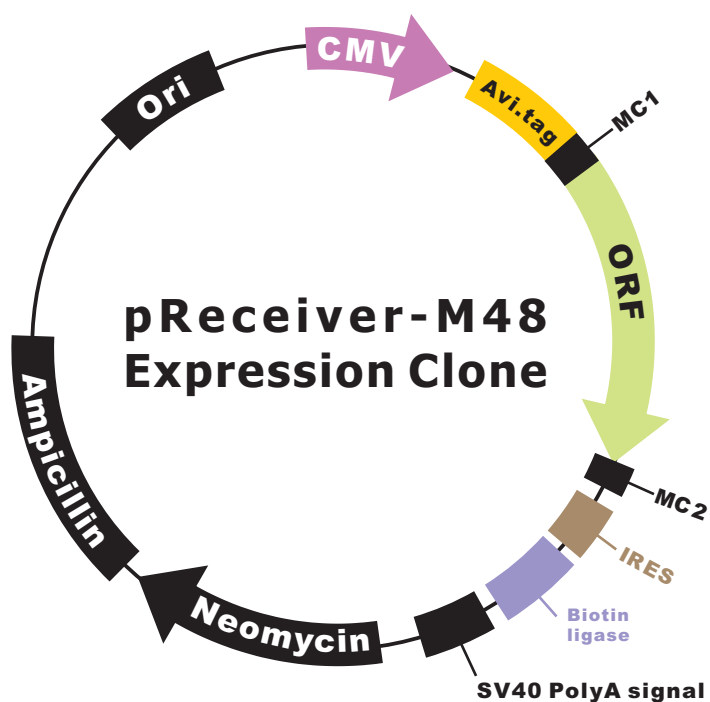 CMV
Avi.tag
MC1
ORF
MC2
IRES
Biotin
ligase
SV40 PolyA signal
Neomycin
Ampicillin
Ori
pReceiver-M48
Expression Clone